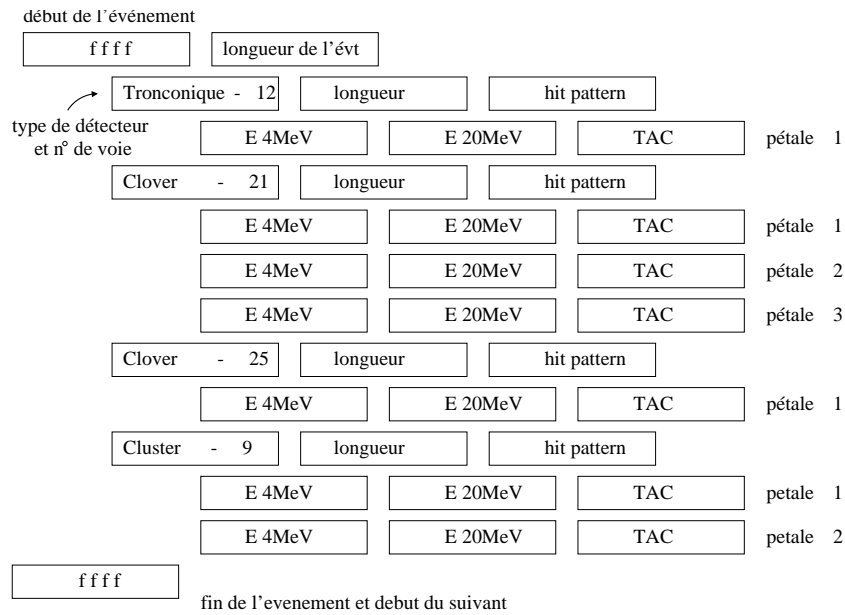 début de l'événement
f f f f longueur de l'évt
Tronconique - 12 longueur hit pattern
type de détecteur
et n° de voie
E 4MeV E 20MeV TAC pétale 1
Clover - 21 longueur hit pattern
E 4MeV E 20MeV TAC pétale 1
E 4MeV E 20MeV TAC pétale 2
E 4MeV E 20MeV TAC pétale 3
Clover - 25 longueur hit pattern
E 4MeV E 20MeV TAC pétale 1
Cluster - 9 longueur hit pattern
E 4MeV E 20MeV TAC petale 1
E 4MeV E 20MeV TAC petale 2
f f f f
fin de l'evenement et debut du suivant